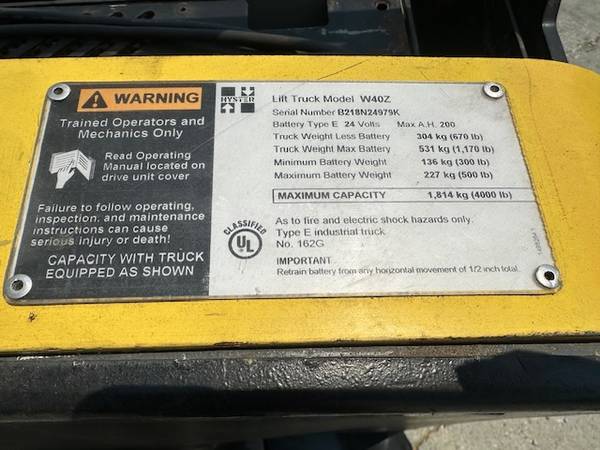 WARNING
Trained Operators and
Mechanics Only
Read Operating
Manual located on
drive unit cover
Failure to follow operating,
inspection, and maintenance
instructions can cause
serious injury or death!
CAPACITY WITH TRUCK
EQUIPPED AS SHOWN
HYSTER
Lift Truck Model W40Z
Serial Number B218N24979K
Battery Type E 24 Volts Max A.H. 200
Truck Weight Less Battery 304 kg (670 lb)
Truck Weight Max Battery 531 kg (1,170 lb)
Minimum Battery Weight 136 kg (300 lb)
Maximum Battery Weight 227 kg (500 lb)
MAXIMUM CAPACITY 1,814 kg (4000 lb)
CLASSIFIED
UL
As to fire and electric shock hazards only.
Type E industrial truck
No. 162G
IMPORTANT
Retrain battery from any horizontal movement of 1/2 inch total.